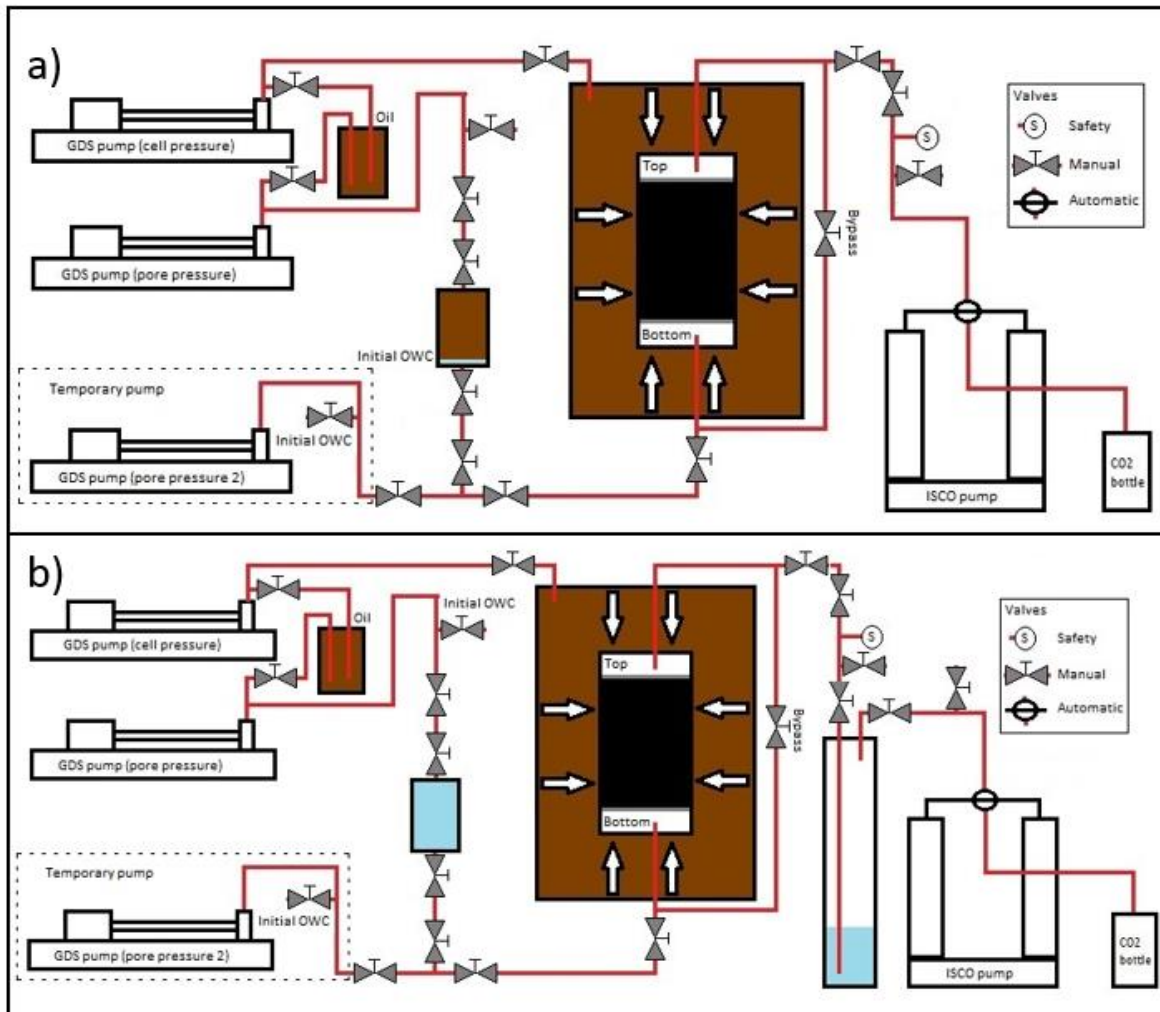 a)
Oil
GDS pump (cell pressure)
GDS pump (pore pressure)
Initial OWC
Temporary pump
Initial OWC
GDS pump (pore pressure 2)
Top
Bottom
Bypass
Valves
S Safety
Manual
Automatic
S
ISCO pump
CO2
bottle
b)
Oil
GDS pump (cell pressure)
GDS pump (pore pressure)
Initial OWC
Temporary pump
Initial OWC
GDS pump (pore pressure 2)
Top
Bottom
Bypass
Valves
S Safety
Manual
Automatic
S
ISCO pump
CO2
bottle